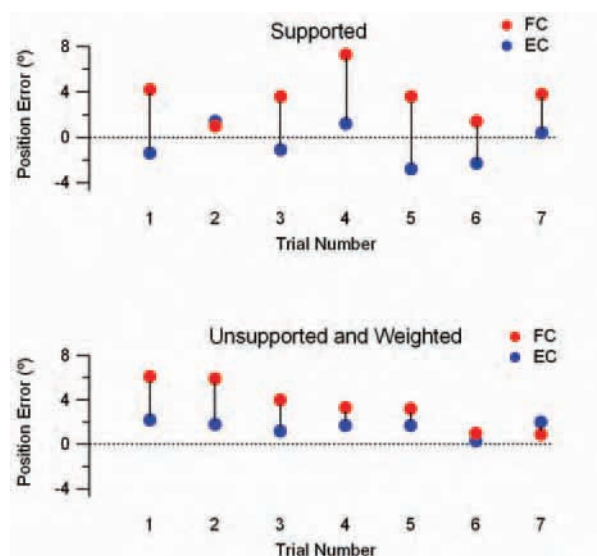 Supported
FC
EC
Position Error (º)
8
4
0
-4
1 2 3 4 5 6 7
Trial Number
Unsupported and Weighted
FC
EC
Position Error (º)
8
4
0
-4
1 2 3 4 5 6 7
Trial Number